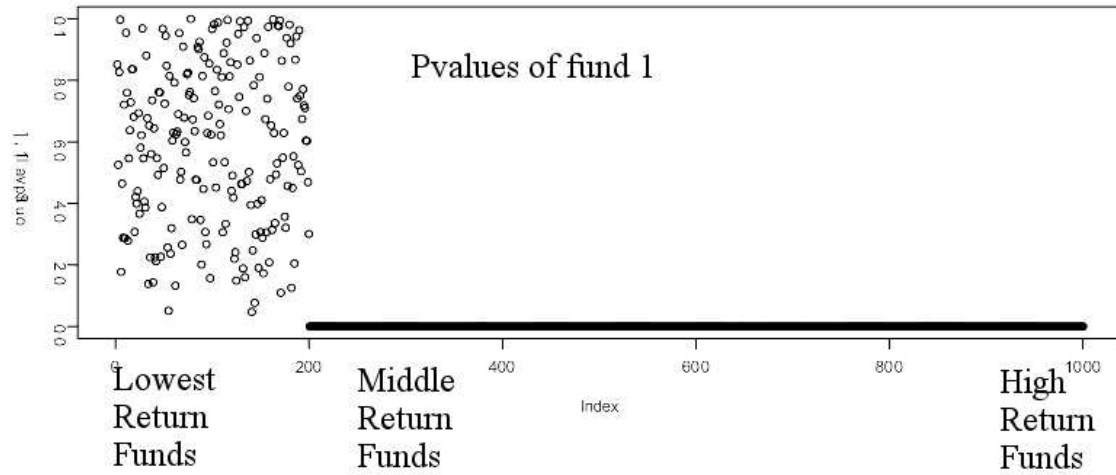 Pvalues of fund 1
0.1
8.0
6.0
4.0
2.0
0.0
0
200
400
600
800
1000
Index
Lowest
Return
Funds
Middle
Return
Funds
High
Return
Funds